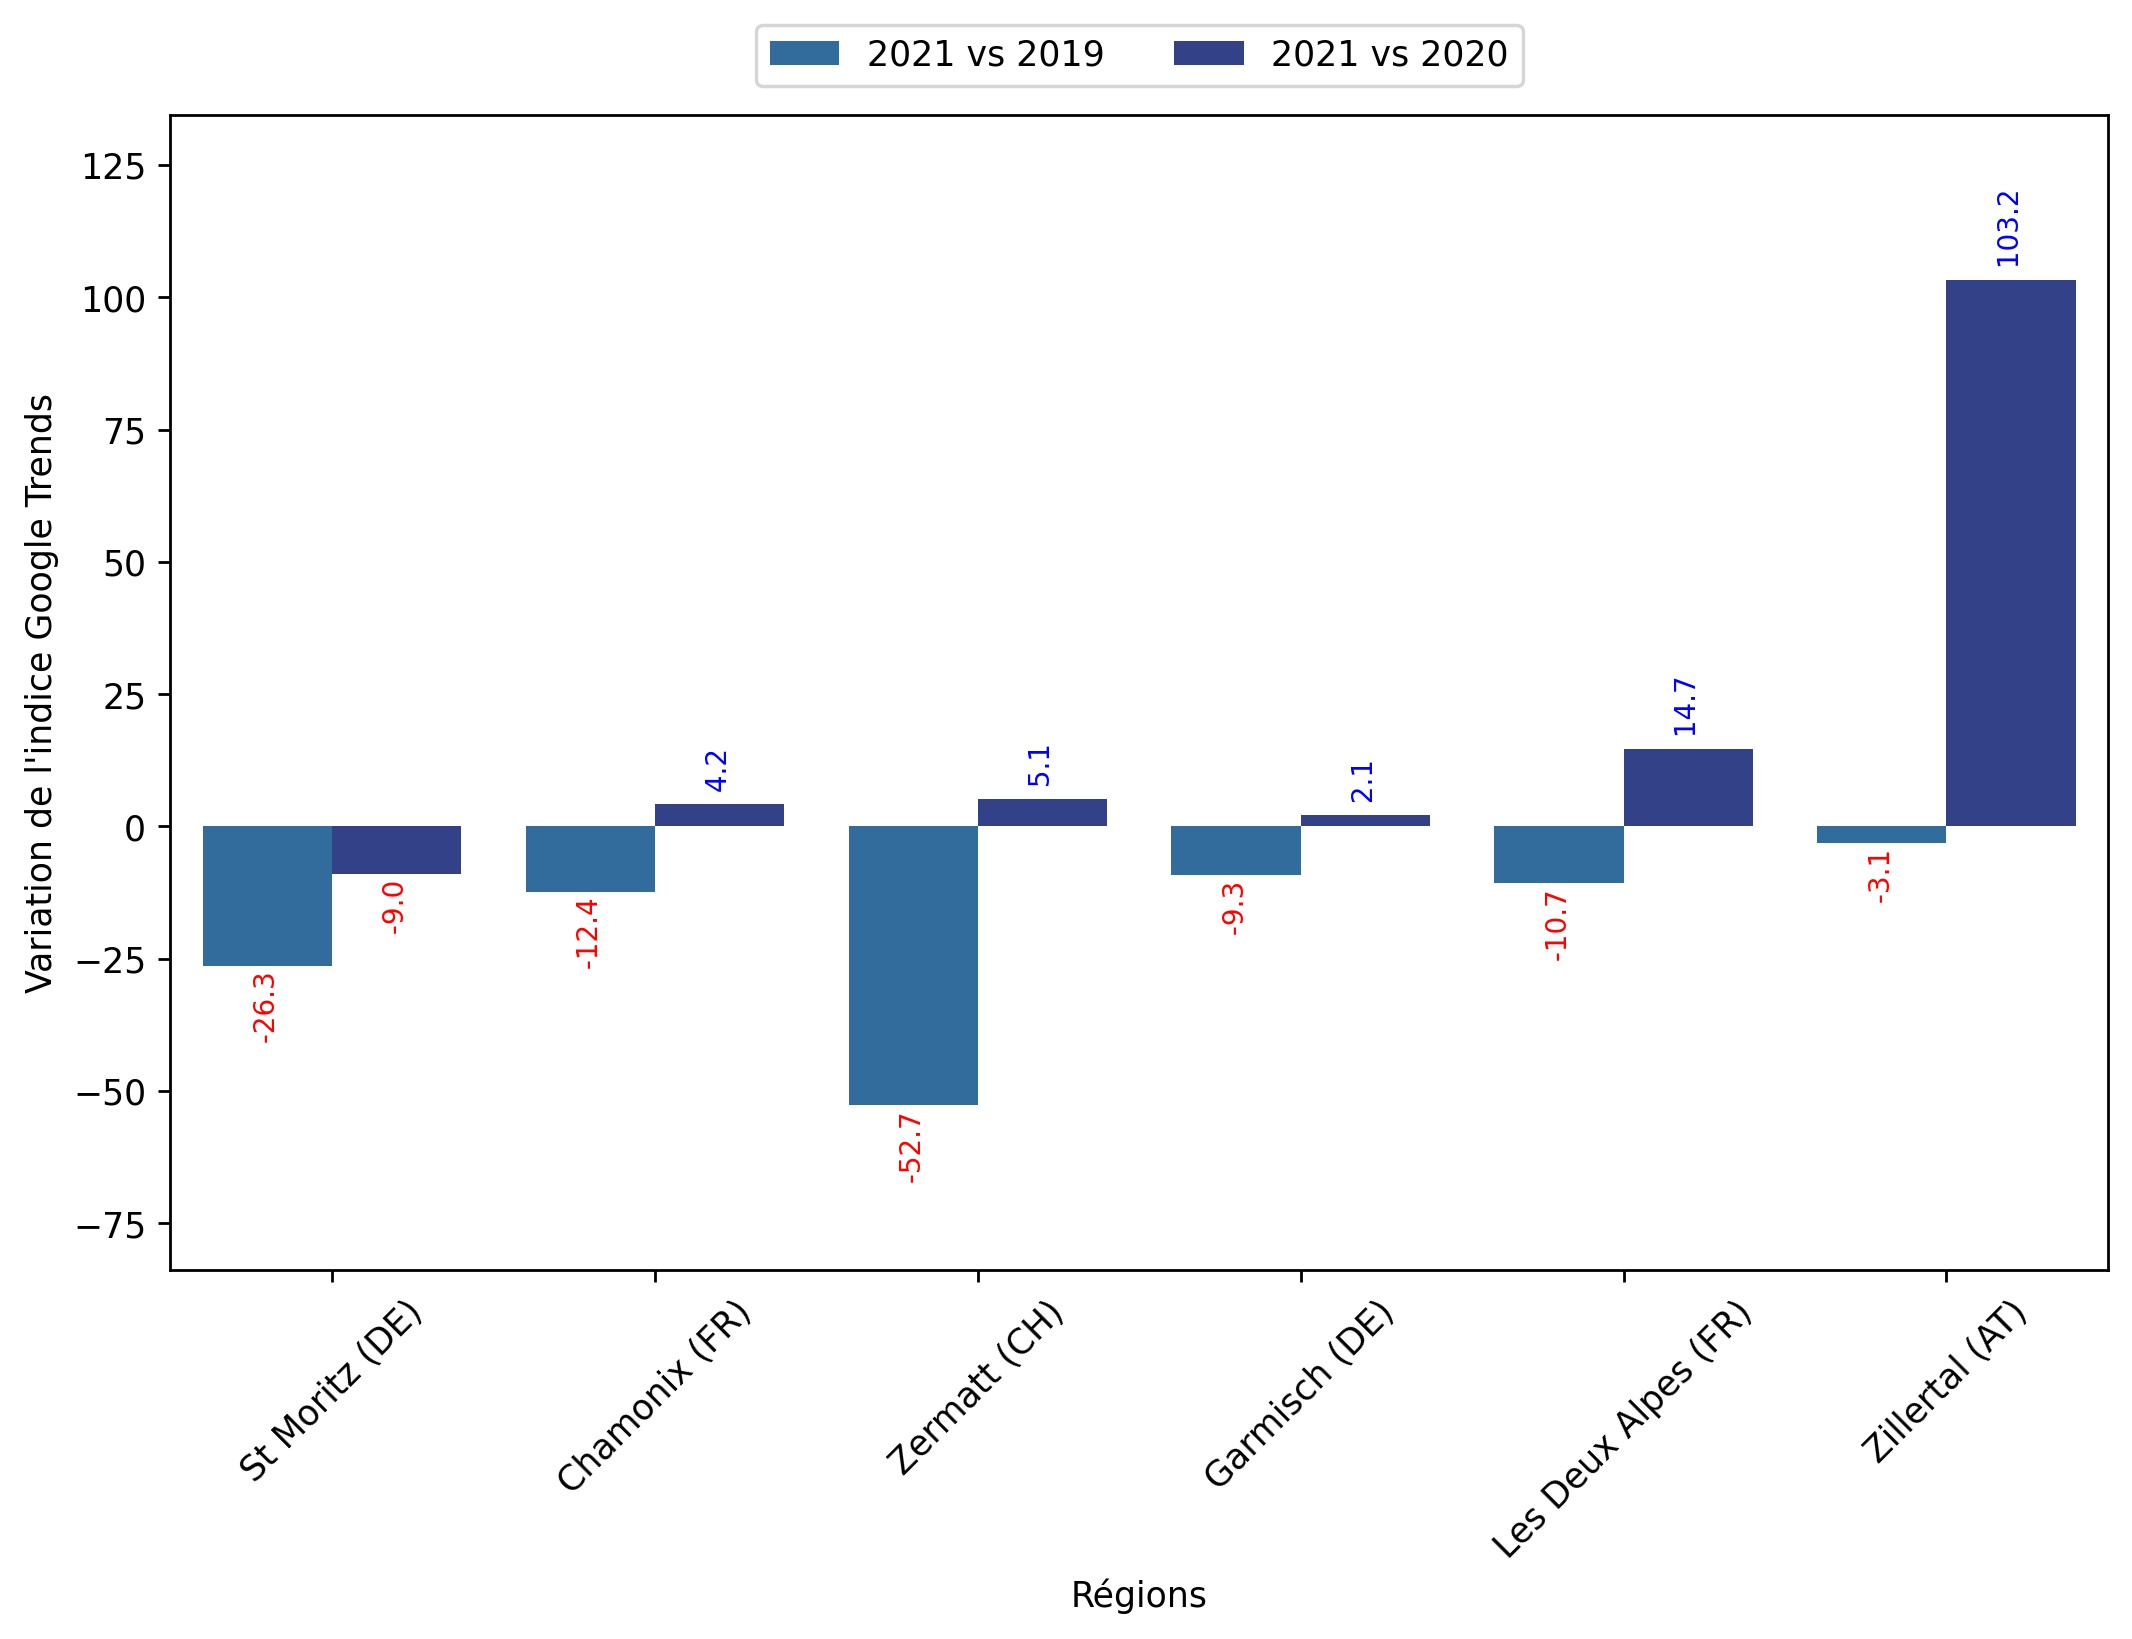 2021 vs 2019
2021 vs 2020
Variation de l'indice Google Trends
125
100
75
50
25
0
−25
−50
−75
-26.3
-9.0
-12.4
4.2
-52.7
5.1
-9.3
2.1
-10.7
14.7
-3.1
103.2
St Moritz (DE)
Chamonix (FR)
Zermatt (CH)
Garmisch (DE)
Les Deux Alpes (FR)
Zillertal (AT)
Régions